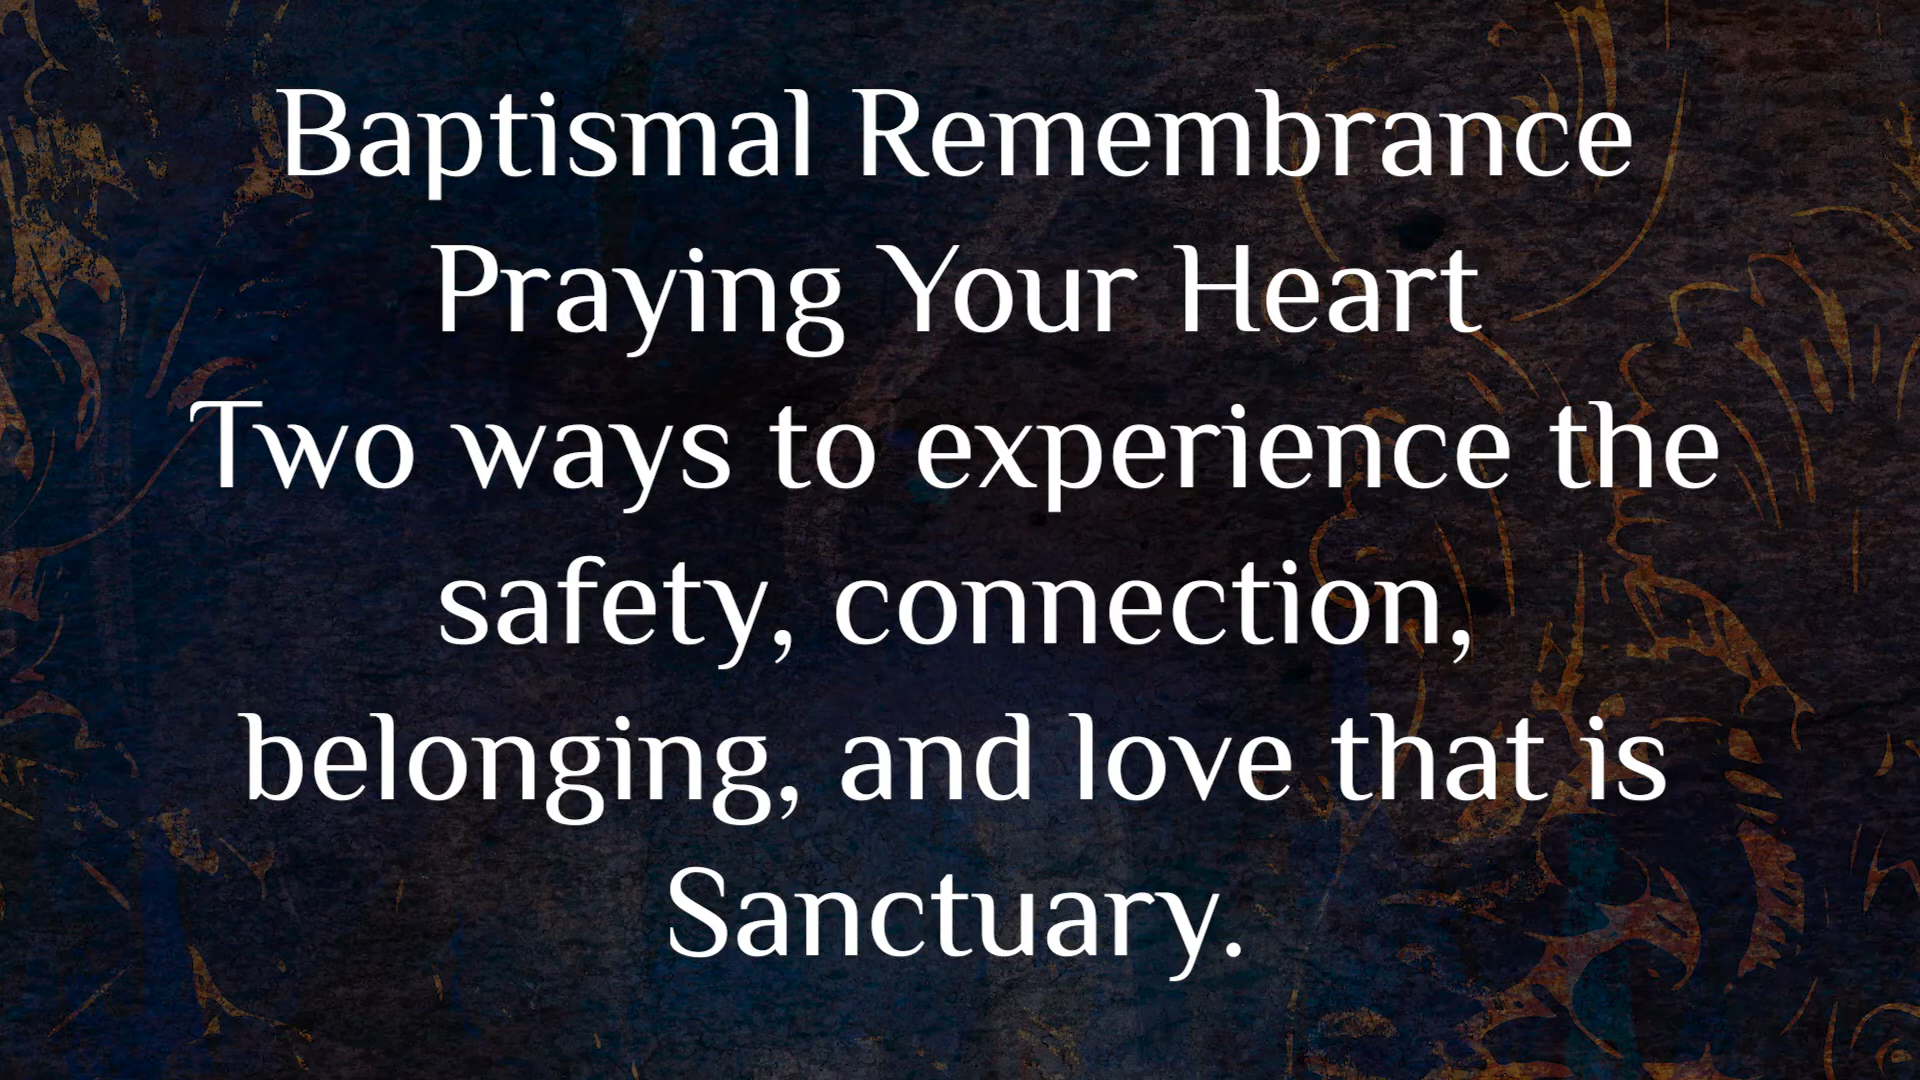 Baptismal Remembrance
Praying Your Heart
Two ways to experience the
safety, connection,
belonging, and love that is
Sanctuary.